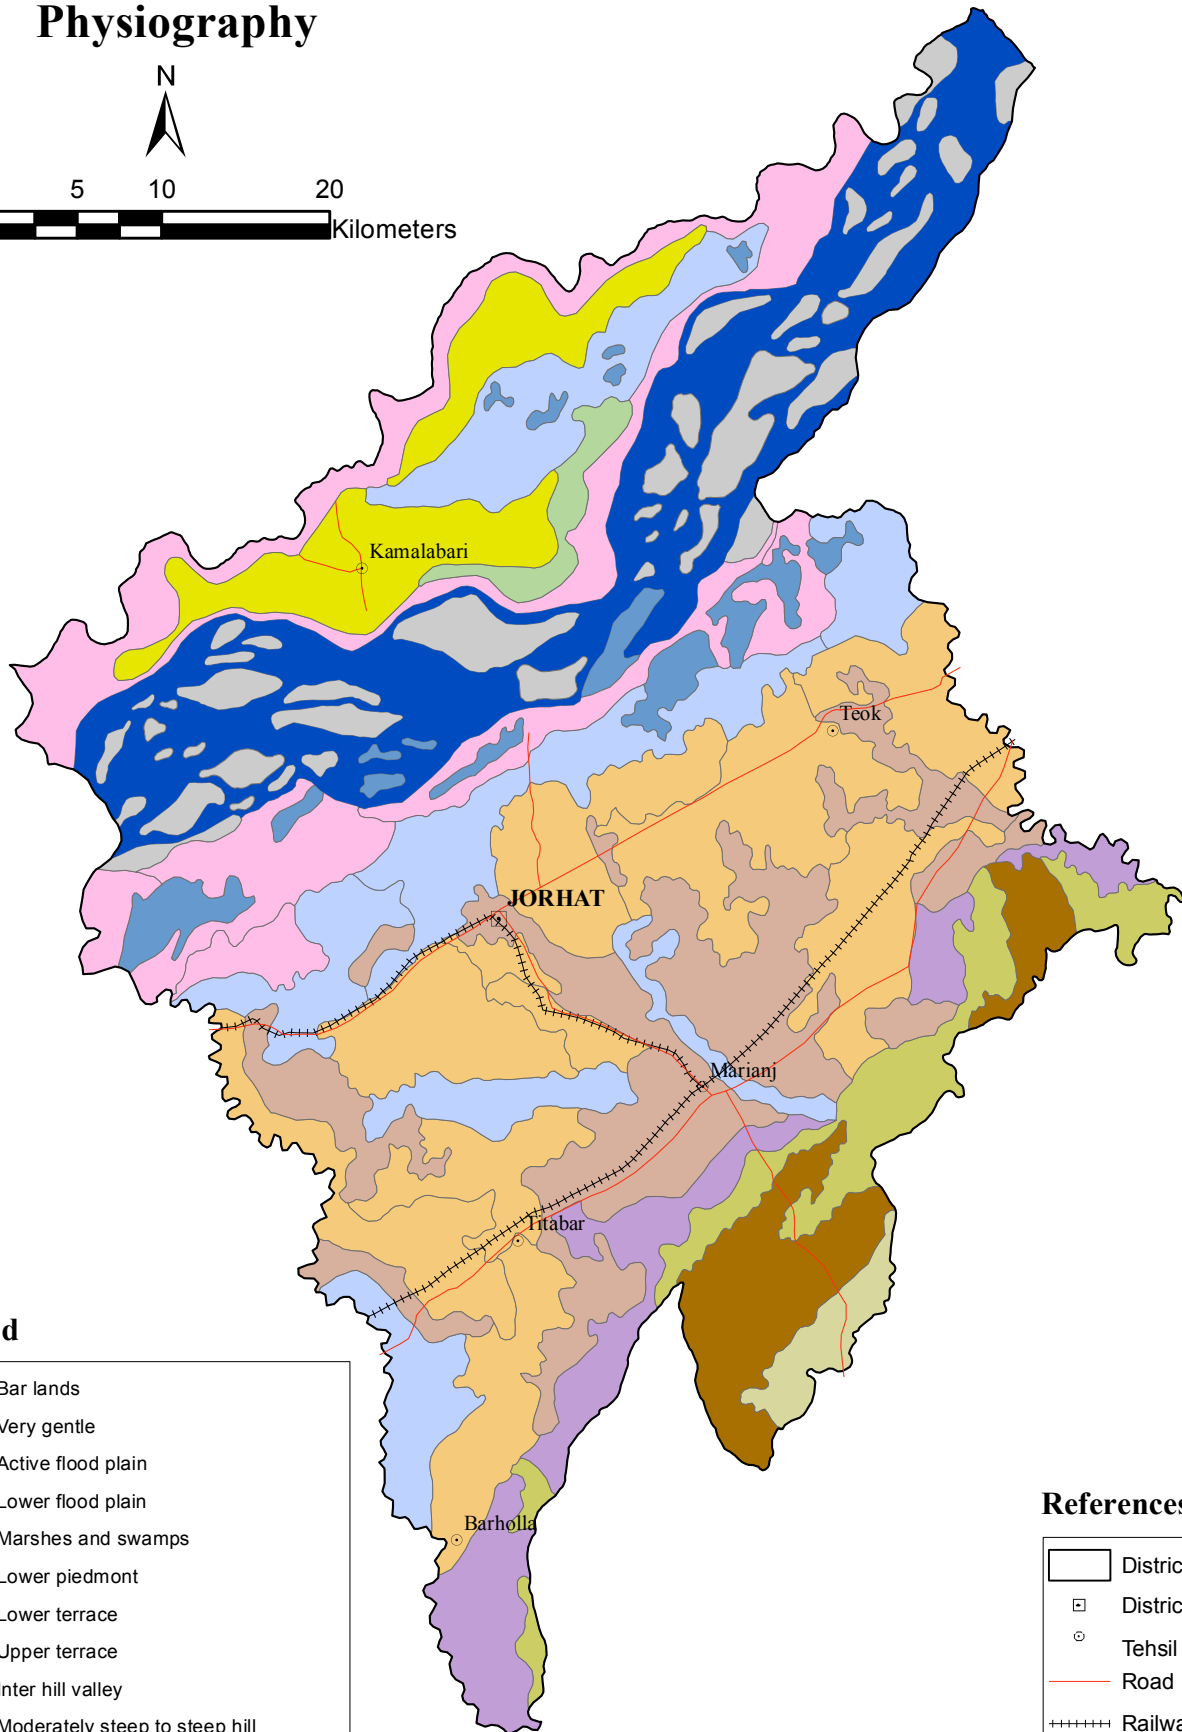 Physiography
N
5 10 20
Kilometers
Kamalabari
Teok
JORHAT
Marianj
Titabar
Barholla
d
Bar lands
Very gentle
Active flood plain
Lower flood plain
Marshes and swamps
Lower piedmont
Lower terrace
Upper terrace
Inter hill valley
Moderately steep to steep hill
References
Distric
Distric
Tehsil
Road
Railwa